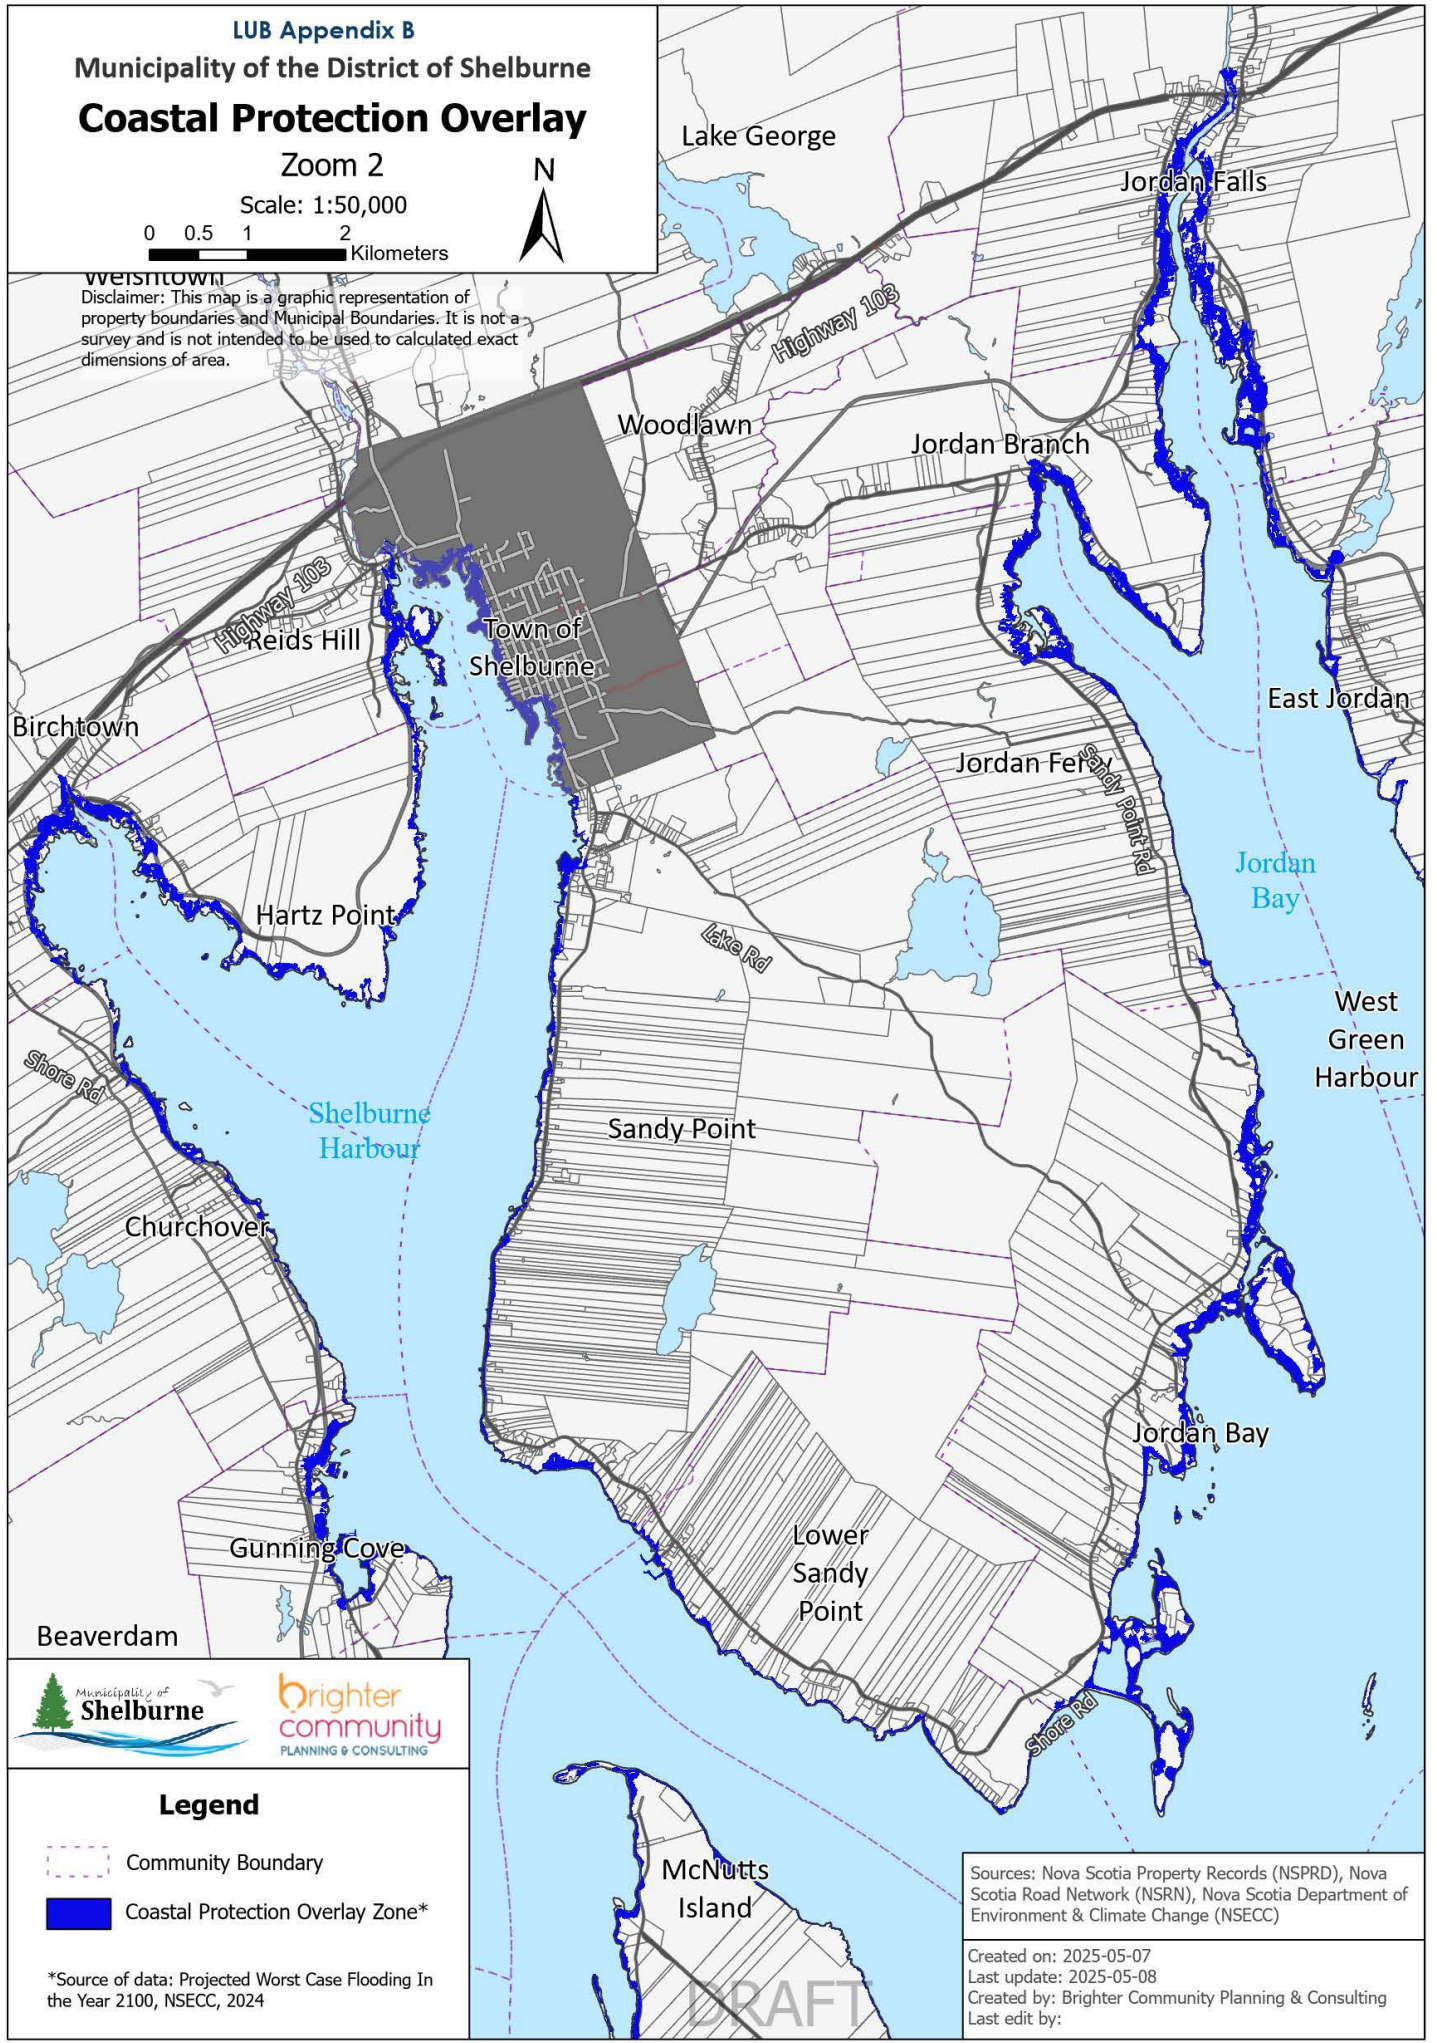 LUB Appendix B
Municipality of the District of Shelburne
Coastal Protection Overlay
Zoom 2
N
Scale: 1:50,000
0 0.5 1 2
Kilometers
Welshtown
Disclaimer: This map is a graphic representation of
property boundaries and Municipal Boundaries. It is not a
survey and is not intended to be used to calculated exact
dimensions of area.
Lake George
Jordan Falls
Highway 103
Woodlawn
Jordan Branch
Highway 103
Reids Hill
Town of
Shelburne
Birchtown
East Jordan
Jordan Ferry
Sandy Point Rd
Jordan
Bay
Hartz Point
Lake Rd
West
Green
Harbour
Shore Rd
Shelburne
Harbour
Sandy Point
Churchover
Jordan Bay
Gunning Cove
Lower
Sandy
Point
Beaverdam
Shore Rd
Municipality of
Shelburne
brighter
community
PLANNING & CONSULTING
Legend
Community Boundary
Coastal Protection Overlay Zone*
*Source of data: Projected Worst Case Flooding In
the Year 2100, NSECC, 2024
McNutts
Island
DRAFT
Sources: Nova Scotia Property Records (NSPRD), Nova
Scotia Road Network (NSRN), Nova Scotia Department of
Environment & Climate Change (NSECC)
Created on: 2025-05-07
Last update: 2025-05-08
Created by: Brighter Community Planning & Consulting
Last edit by: